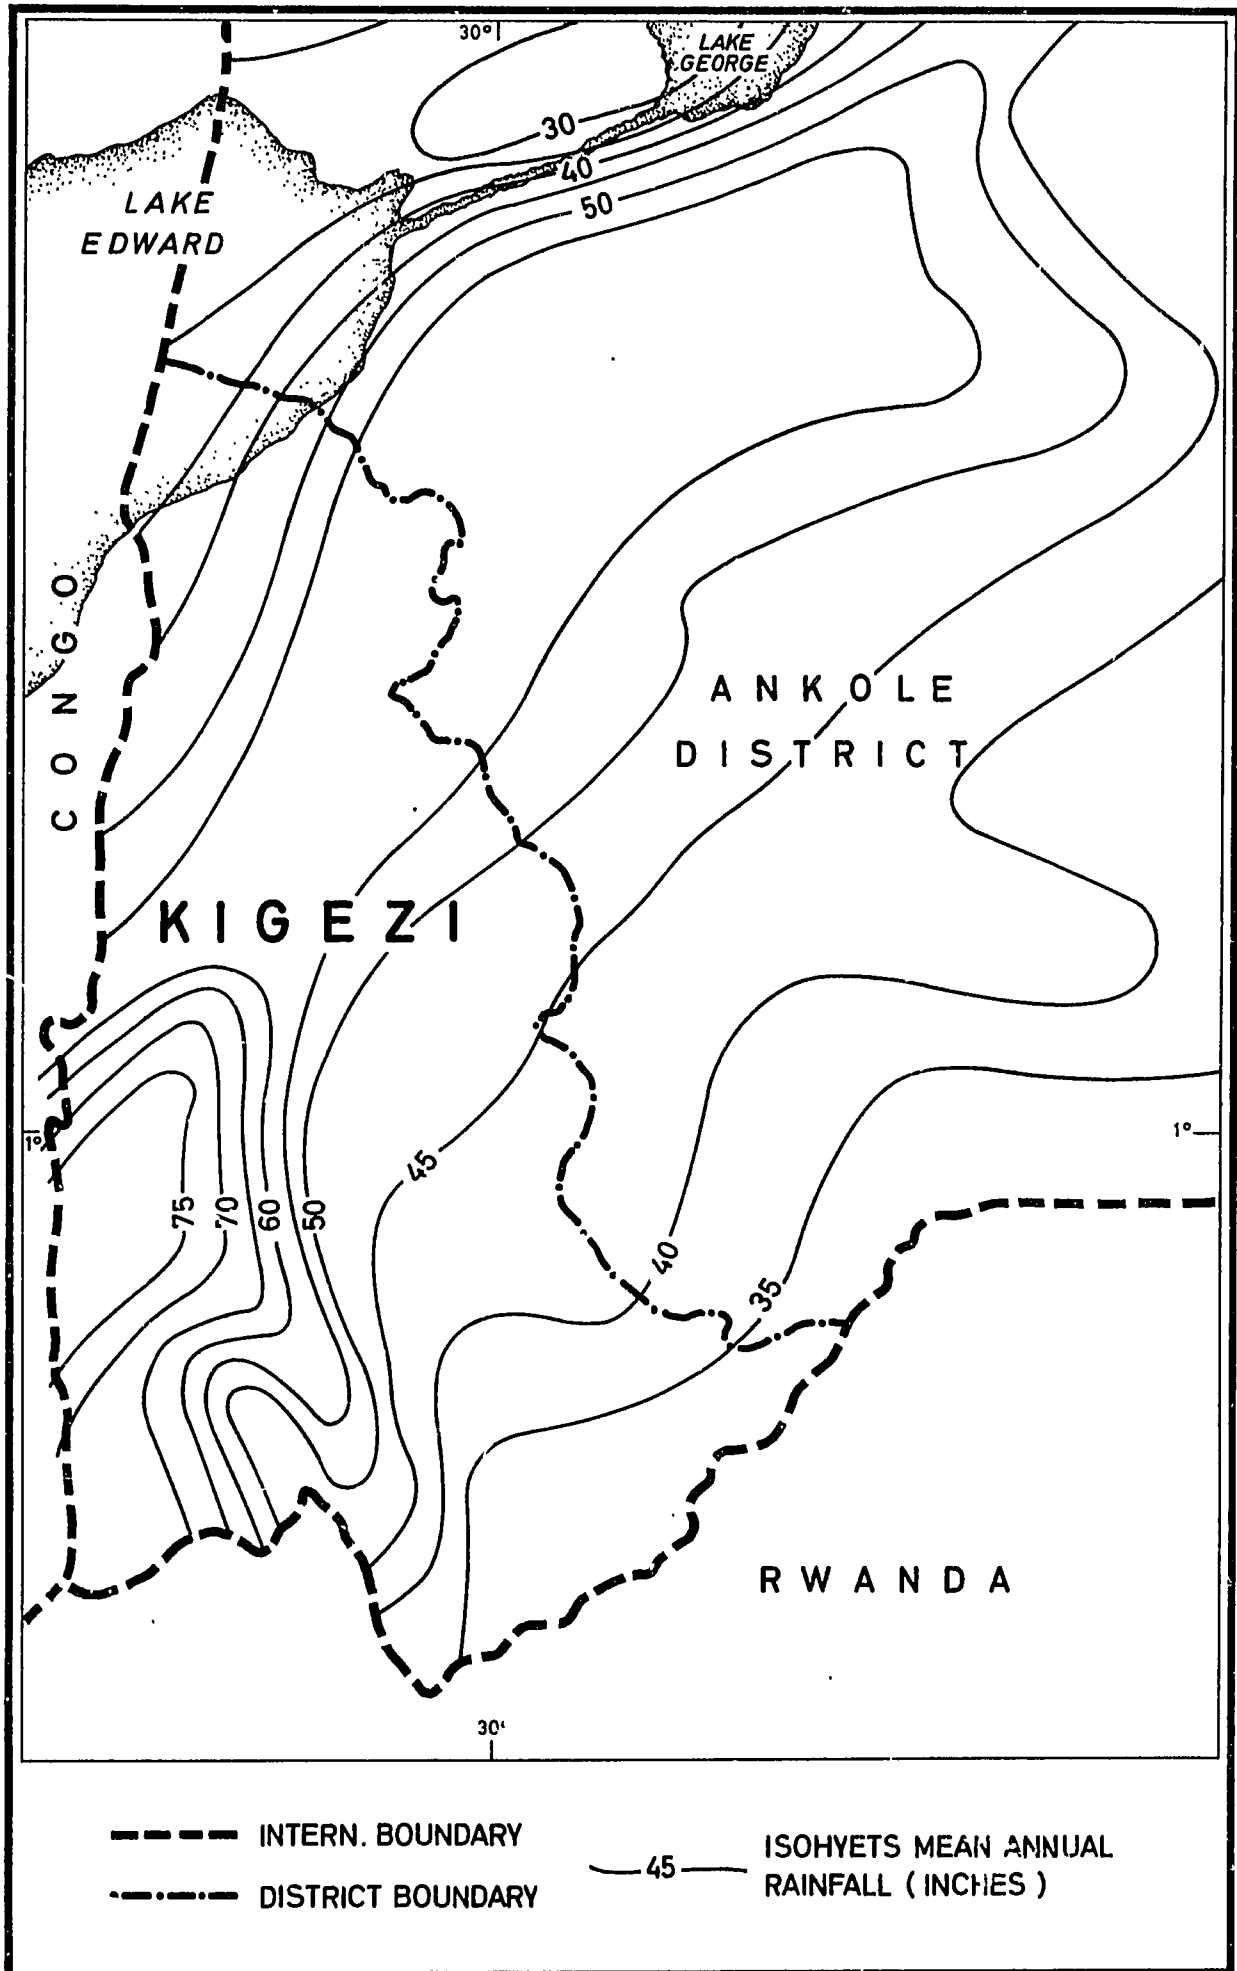 30°
LAKE
GEORGE
30
40
50
LAKE
EDWARD
CONGO
ANKOLE
DISTRICT
KIGEZI
1°
1°
45
75
70
60
50
40
35
RWANDA
30'
INTERN. BOUNDARY
DISTRICT BOUNDARY
45
ISOHYETS MEAN ANNUAL
RAINFALL (INCHES)